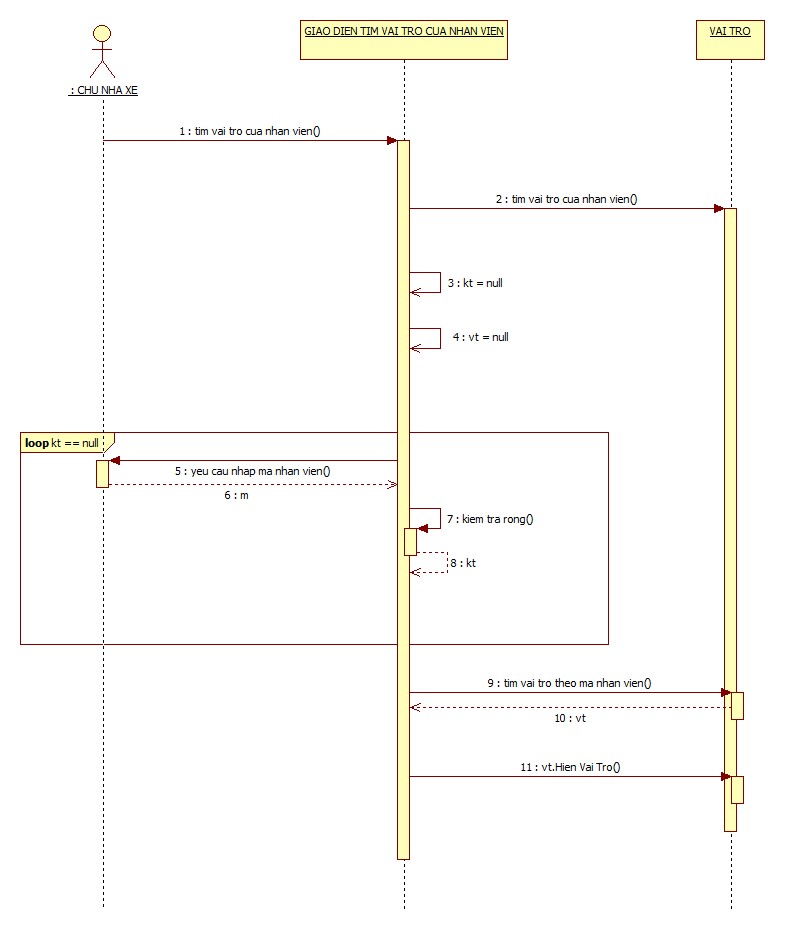 GIAO DIEN TIM VAI TRO CUA NHAN VIEN
VAI TRO
: CHU NHA XE
1 : tim vai tro cua nhan vien()
2 : tim vai tro cua nhan vien()
3 : kt = null
4 : vt = null
loop kt == null
5 : yeu cau nhap ma nhan vien()
6 : m
7 : kiem tra rong()
8 : kt
9 : tim vai tro theo ma nhan vien()
10 : vt
11 : vt.Hien Vai Tro()